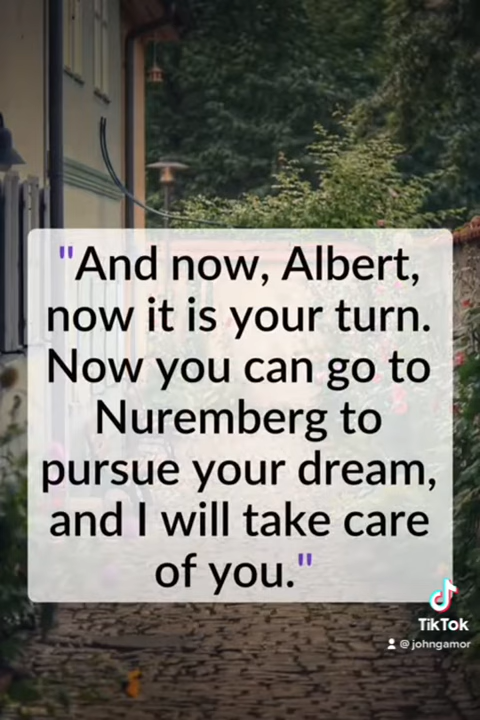 "And now, Albert,
now it is your turn.
Now you can go to
Nuremberg to
pursue your dream,
and I will take care
of you."
TikTok
@johngamor